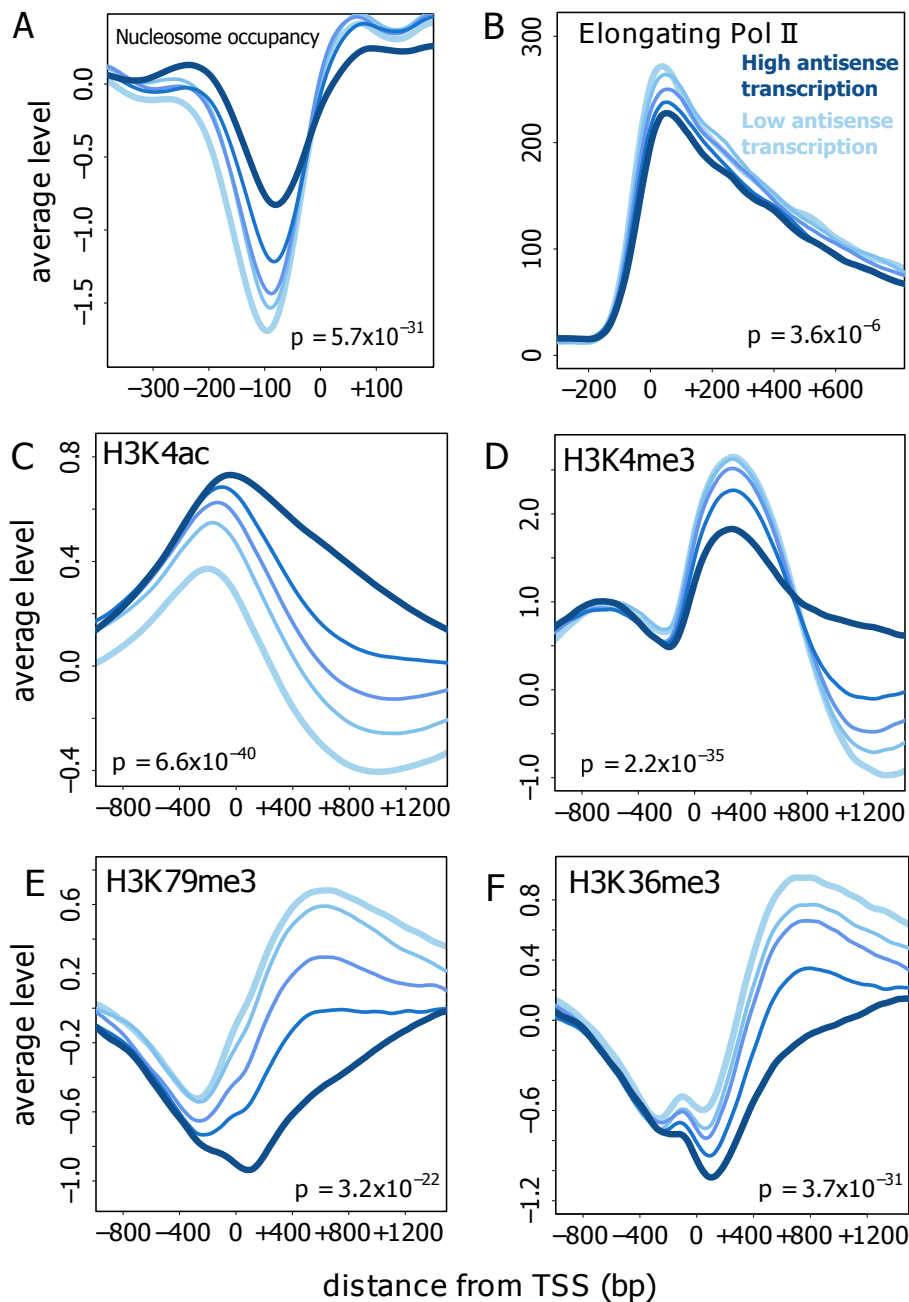 A
Nucleosome occupancy
average level
0.0
−0.5
−1.0
−1.5
p = 5.7x10⁻³¹
−300 −200 −100 0 +100
B
Elongating Pol II
High antisense
transcription
Low antisense
transcription
300
200
100
0
p = 3.6x10⁻⁶
−200 0 +200 +400 +600
C
H3K4ac
average level
0.8
0.4
0.0
−0.4
p = 6.6x10⁻⁴⁰
−800 −400 0 +400 +1200
D
H3K4me3
2.0
1.0
0.0
−1.0
p = 2.2x10⁻³⁵
−800 −400 0 +400 +1200
E
H3K79me3
average level
0.6
0.2
−0.2
−0.6
−1.0
p = 3.2x10⁻²²
−800 −400 0 +400 +1200
F
H3K36me3
0.8
0.4
0.0
−0.6
−1.2
p = 3.7x10⁻³¹
−800 −400 0 +400 +1200
distance from TSS (bp)